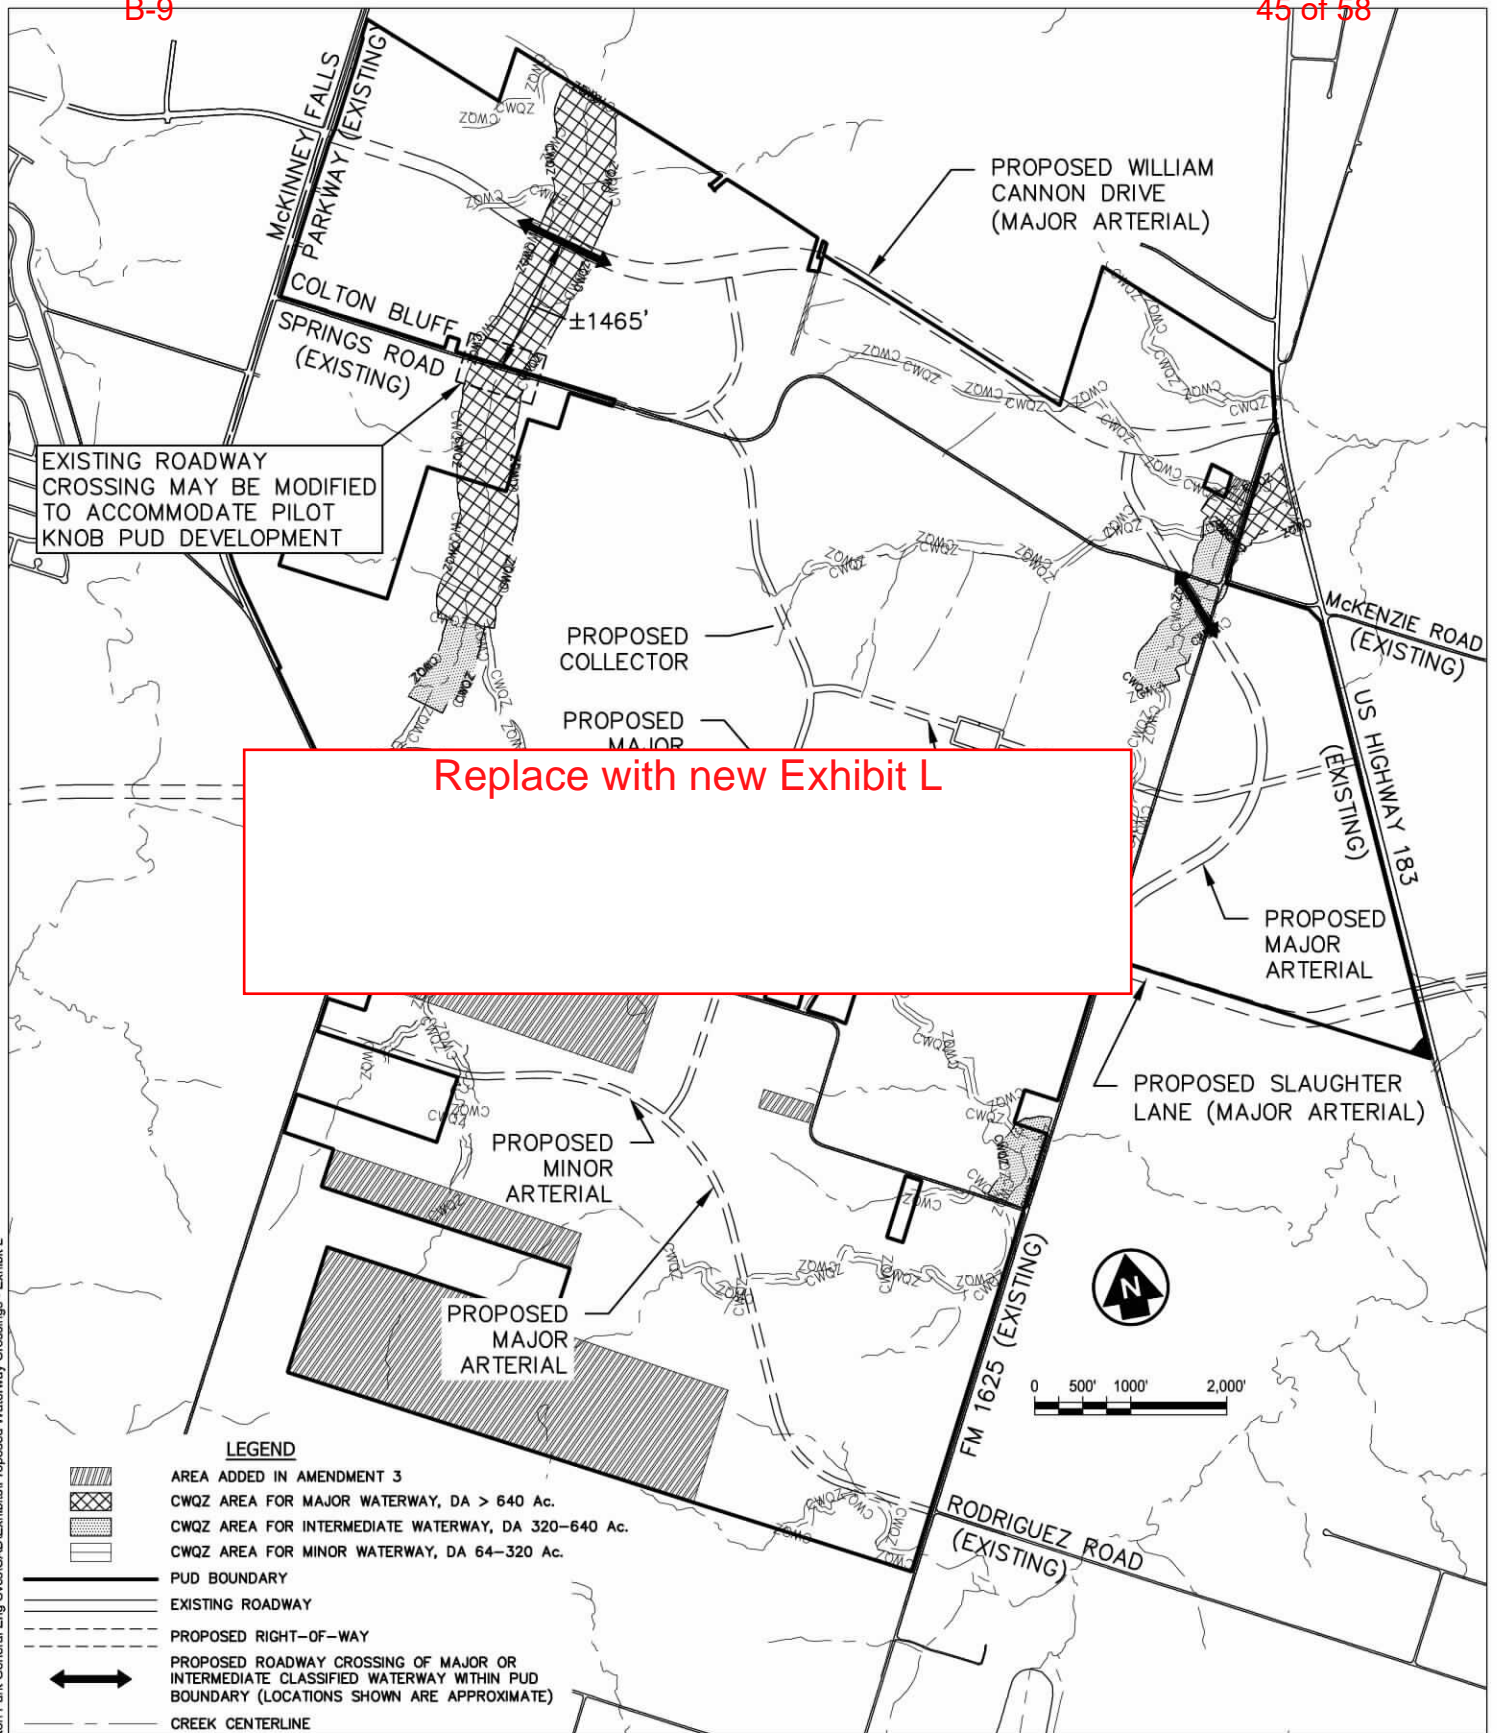 B-9
45 of 58
McKINNEY FALLS
PARKWAY (EXISTING)
PROPOSED WILLIAM
CANNON DRIVE
(MAJOR ARTERIAL)
COLTON BLUFF
SPRINGS ROAD
(EXISTING)
±1465'
EXISTING ROADWAY
CROSSING MAY BE MODIFIED
TO ACCOMMODATE PILOT
KNOB PUD DEVELOPMENT
PROPOSED
COLLECTOR
McKENZIE ROAD
(EXISTING)
US HIGHWAY 183
(EXISTING)
PROPOSED
MAJOR
Replace with new Exhibit L
PROPOSED
MAJOR
ARTERIAL
PROPOSED SLAUGHTER
LANE (MAJOR ARTERIAL)
PROPOSED
MINOR
ARTERIAL
PROPOSED
MAJOR
ARTERIAL
FM 1625 (EXISTING)
N
0 500' 1000' 2,000'
RODRIGUEZ ROAD
(EXISTING)
CWQZ
LEGEND
AREA ADDED IN AMENDMENT 3
CWQZ AREA FOR MAJOR WATERWAY, DA > 640 Ac.
CWQZ AREA FOR INTERMEDIATE WATERWAY, DA 320-640 Ac.
CWQZ AREA FOR MINOR WATERWAY, DA 64-320 Ac.
PUD BOUNDARY
EXISTING ROADWAY
PROPOSED RIGHT-OF-WAY
PROPOSED ROADWAY CROSSING OF MAJOR OR
INTERMEDIATE CLASSIFIED WATERWAY WITHIN PUD
BOUNDARY (LOCATIONS SHOWN ARE APPROXIMATE)
CREEK CENTERLINE